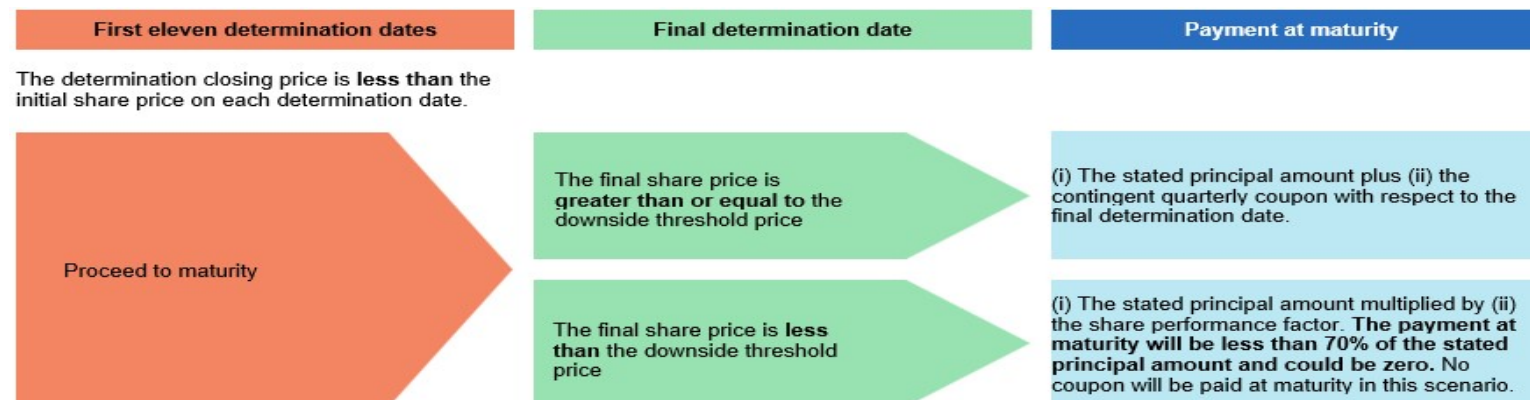 First eleven determination dates
Final determination date
Payment at maturity
The determination closing price is less than the
initial share price on each determination date.
Proceed to maturity
The final share price is
greater than or equal to the
downside threshold price
(i) The stated principal amount plus (ii) the
contingent quarterly coupon with respect to the
final determination date.
The final share price is less
than the downside threshold
price
(i) The stated principal amount multiplied by (ii)
the share performance factor. The payment at
maturity will be less than 70% of the stated
principal amount and could be zero. No
coupon will be paid at maturity in this scenario.